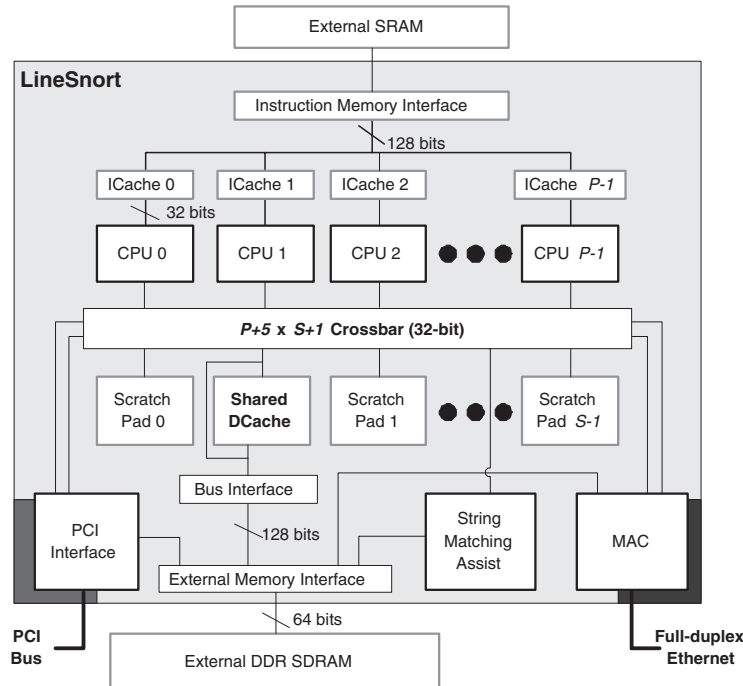 External SRAM
LineSnort
Instruction Memory Interface
128 bits
ICache 0
ICache 1
ICache 2
ICache P-1
32 bits
CPU 0
CPU 1
CPU 2
CPU P-1
P+5 x S+1 Crossbar (32-bit)
Scratch
Pad 0
Shared
DCache
Scratch
Pad 1
Scratch
Pad S-1
Bus Interface
PCI
Interface
128 bits
String
Matching
Assist
MAC
External Memory Interface
64 bits
PCI
Bus
Full-duplex
Ethernet
External DDR SDRAM